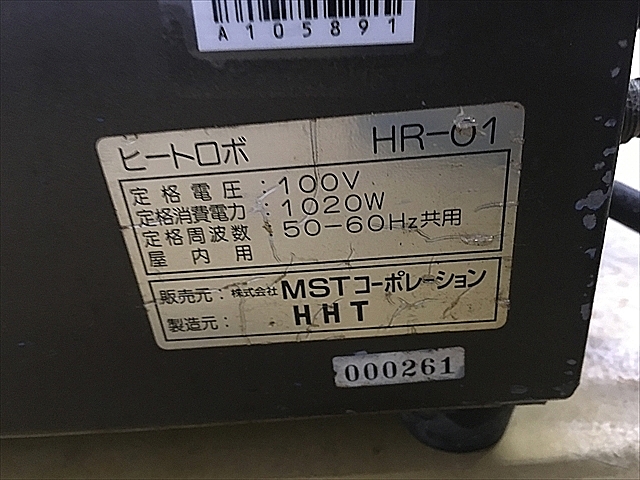 A105891
ヒートロボ HR-01
定格電圧：100V
定格消費電力：1020W
定格周波数：50-60Hz共用
屋内用
販売元：株式会社MSTコーポレーション
製造元：HHT
000261